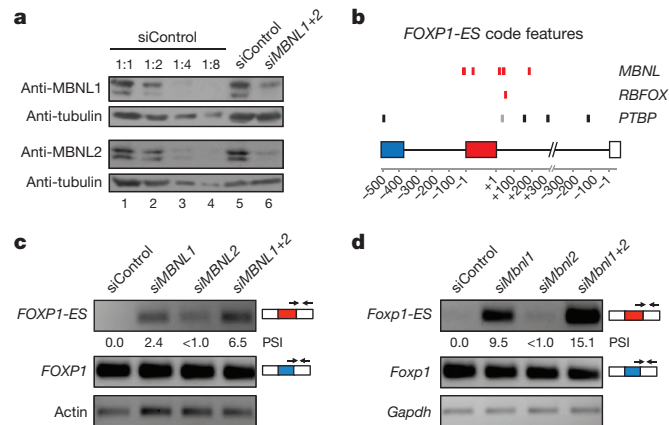 a
siControl
1:1 1:2 1:4 1:8 siControl siMBNL1+2
Anti-MBNL1
Anti-tubulin
Anti-MBNL2
Anti-tubulin
1 2 3 4 5 6
b
FOXP1-ES code features
MBNL
RBFOX
PTBP
–500 –400 –300 –200 –100 –1 +1 +100 +200 +300 –300 –200 –100 –1
c
siControl siMBNL1 siMBNL2 siMBNL1+2
FOXP1-ES
0.0 2.4 <1.0 6.5 PSI
FOXP1
Actin
d
siControl siMbnl1 siMbnl2 siMbnl1+2
Foxp1-ES
0.0 9.5 <1.0 15.1 PSI
Foxp1
Gapdh